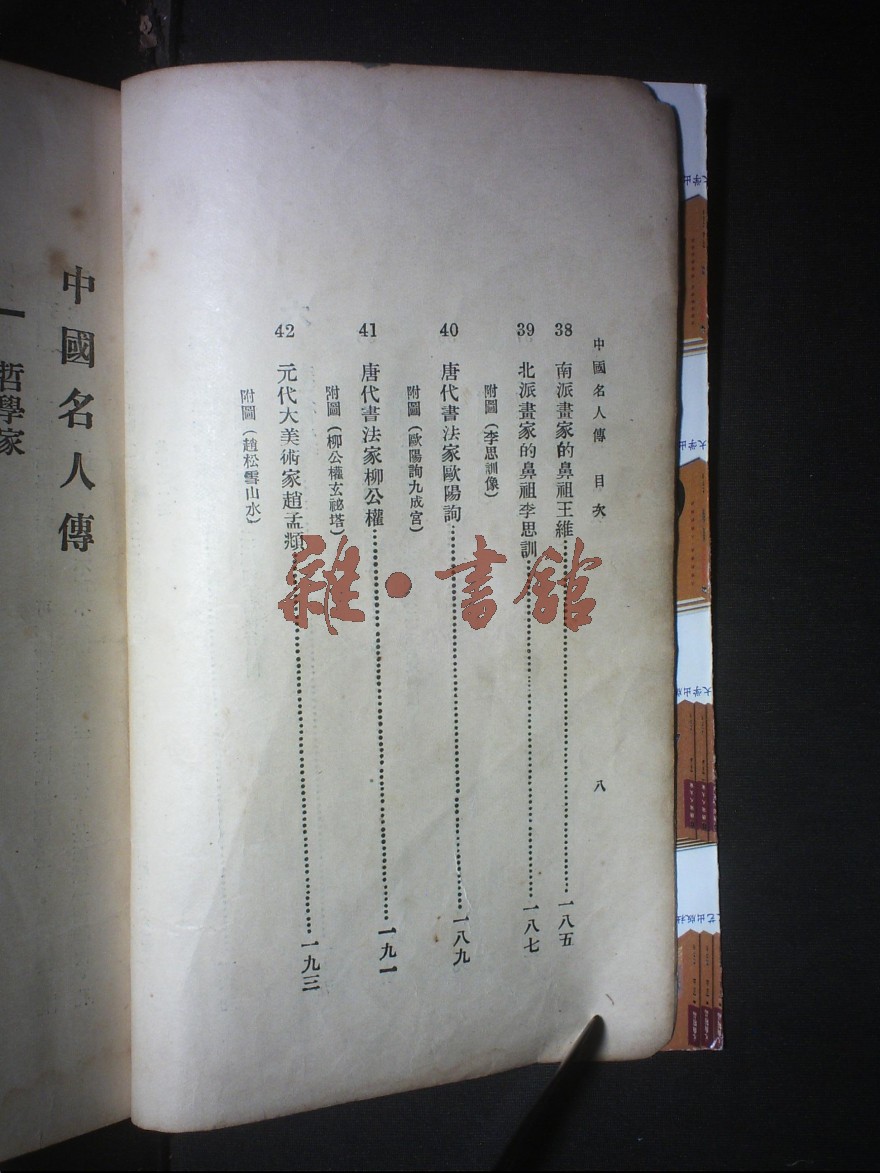 中國名人傳 目次 八
38 南派畫家的鼻祖王維 一八五
39 北派畫家的鼻祖李思訓 一八七
附圖（李思訓像）
40 唐代書法家歐陽詢 一八九
附圖（歐陽詢九成宮）
41 唐代書法家柳公權 一九一
附圖（柳公權玄祕塔）
42 元代大美術家趙孟頫 一九三
附圖（趙松雪山水）
中國名人傳
一 哲學家
雜·書館